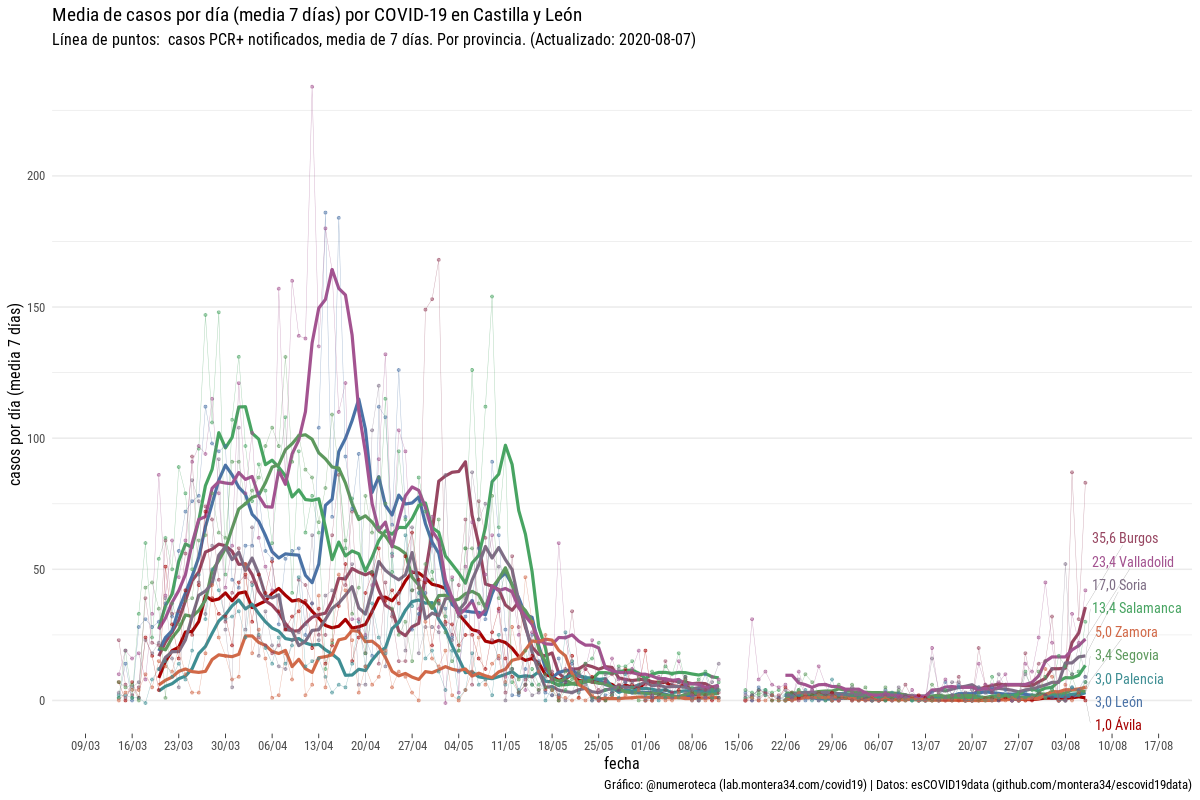 Media de casos por día (media 7 días) por COVID-19 en Castilla y León
Línea de puntos:  casos PCR+ notificados, media de 7 días. Por provincia. (Actualizado: 2020-08-07)
casos por día (media 7 días)
200
150
100
50
0
35,6 Burgos
23,4 Valladolid
17,0 Soria
13,4 Salamanca
5,0 Zamora
3,4 Segovia
3,0 Palencia
3,0 León
1,0 Ávila
09/03 16/03 23/03 30/03 06/04 13/04 20/04 27/04 04/05 11/05 18/05 25/05 01/06 08/06 15/06 22/06 29/06 06/07 13/07 20/07 27/07 03/08 10/08 17/08
fecha
Gráfico: @numeroteca (lab.montera34.com/covid19) | Datos: esCOVID19data (github.com/montera34/escovid19data)